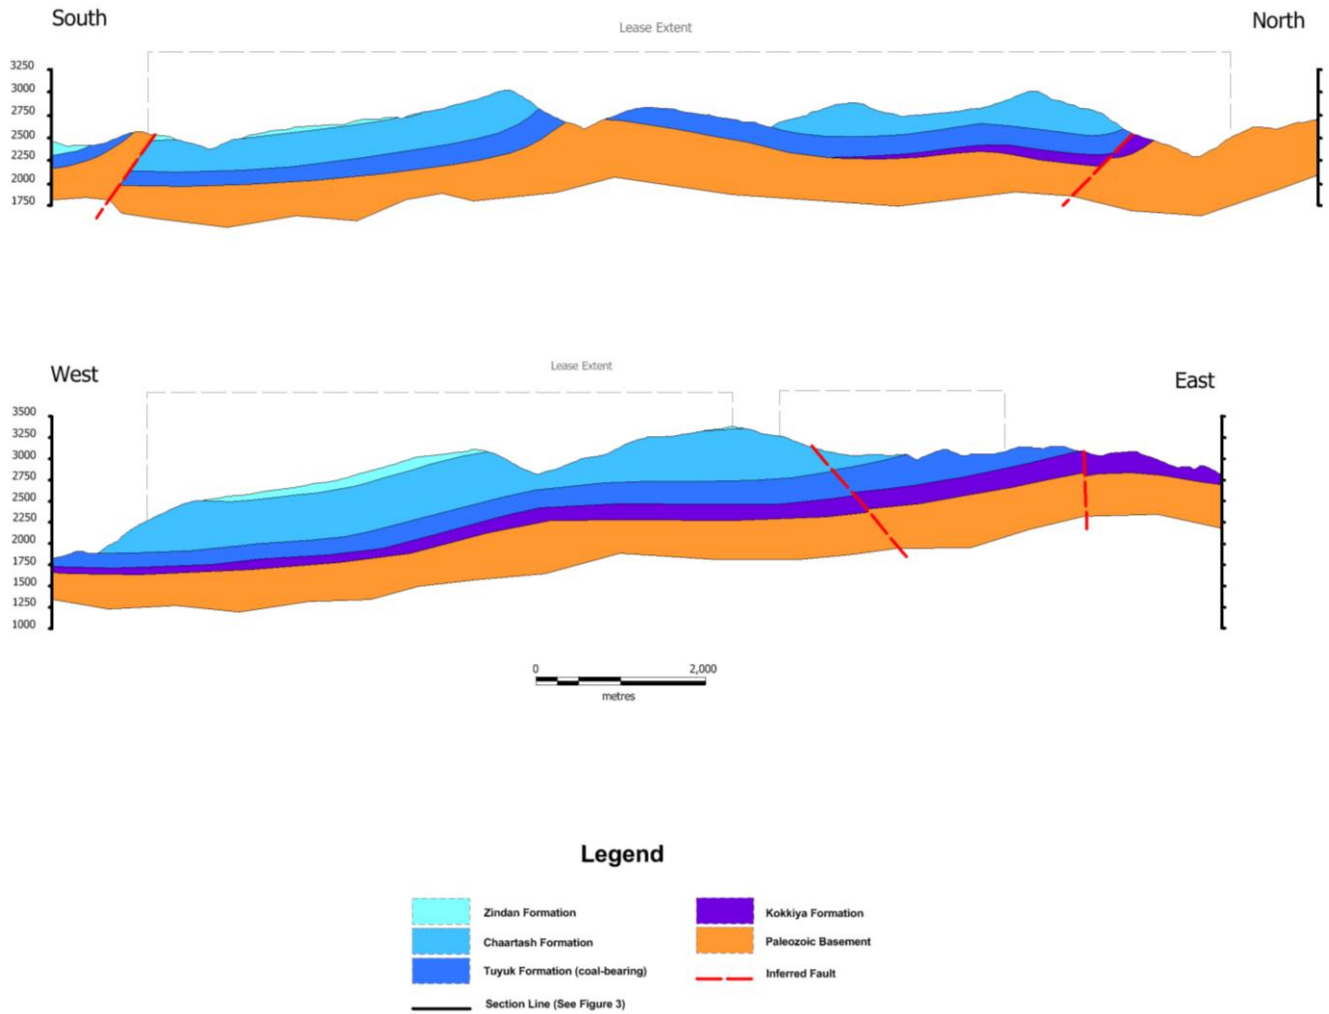 South
Lease Extent
North
3250
3000
2750
2500
2250
2000
1750
West
Lease Extent
East
3500
3250
3000
2750
2500
2250
2000
1750
1500
1250
1000
0 2,000
metres
Legend
Zindan Formation
Kokkiya Formation
Chaartash Formation
Paleozoic Basement
Tuyuk Formation (coal-bearing)
Inferred Fault
Section Line (See Figure 3)